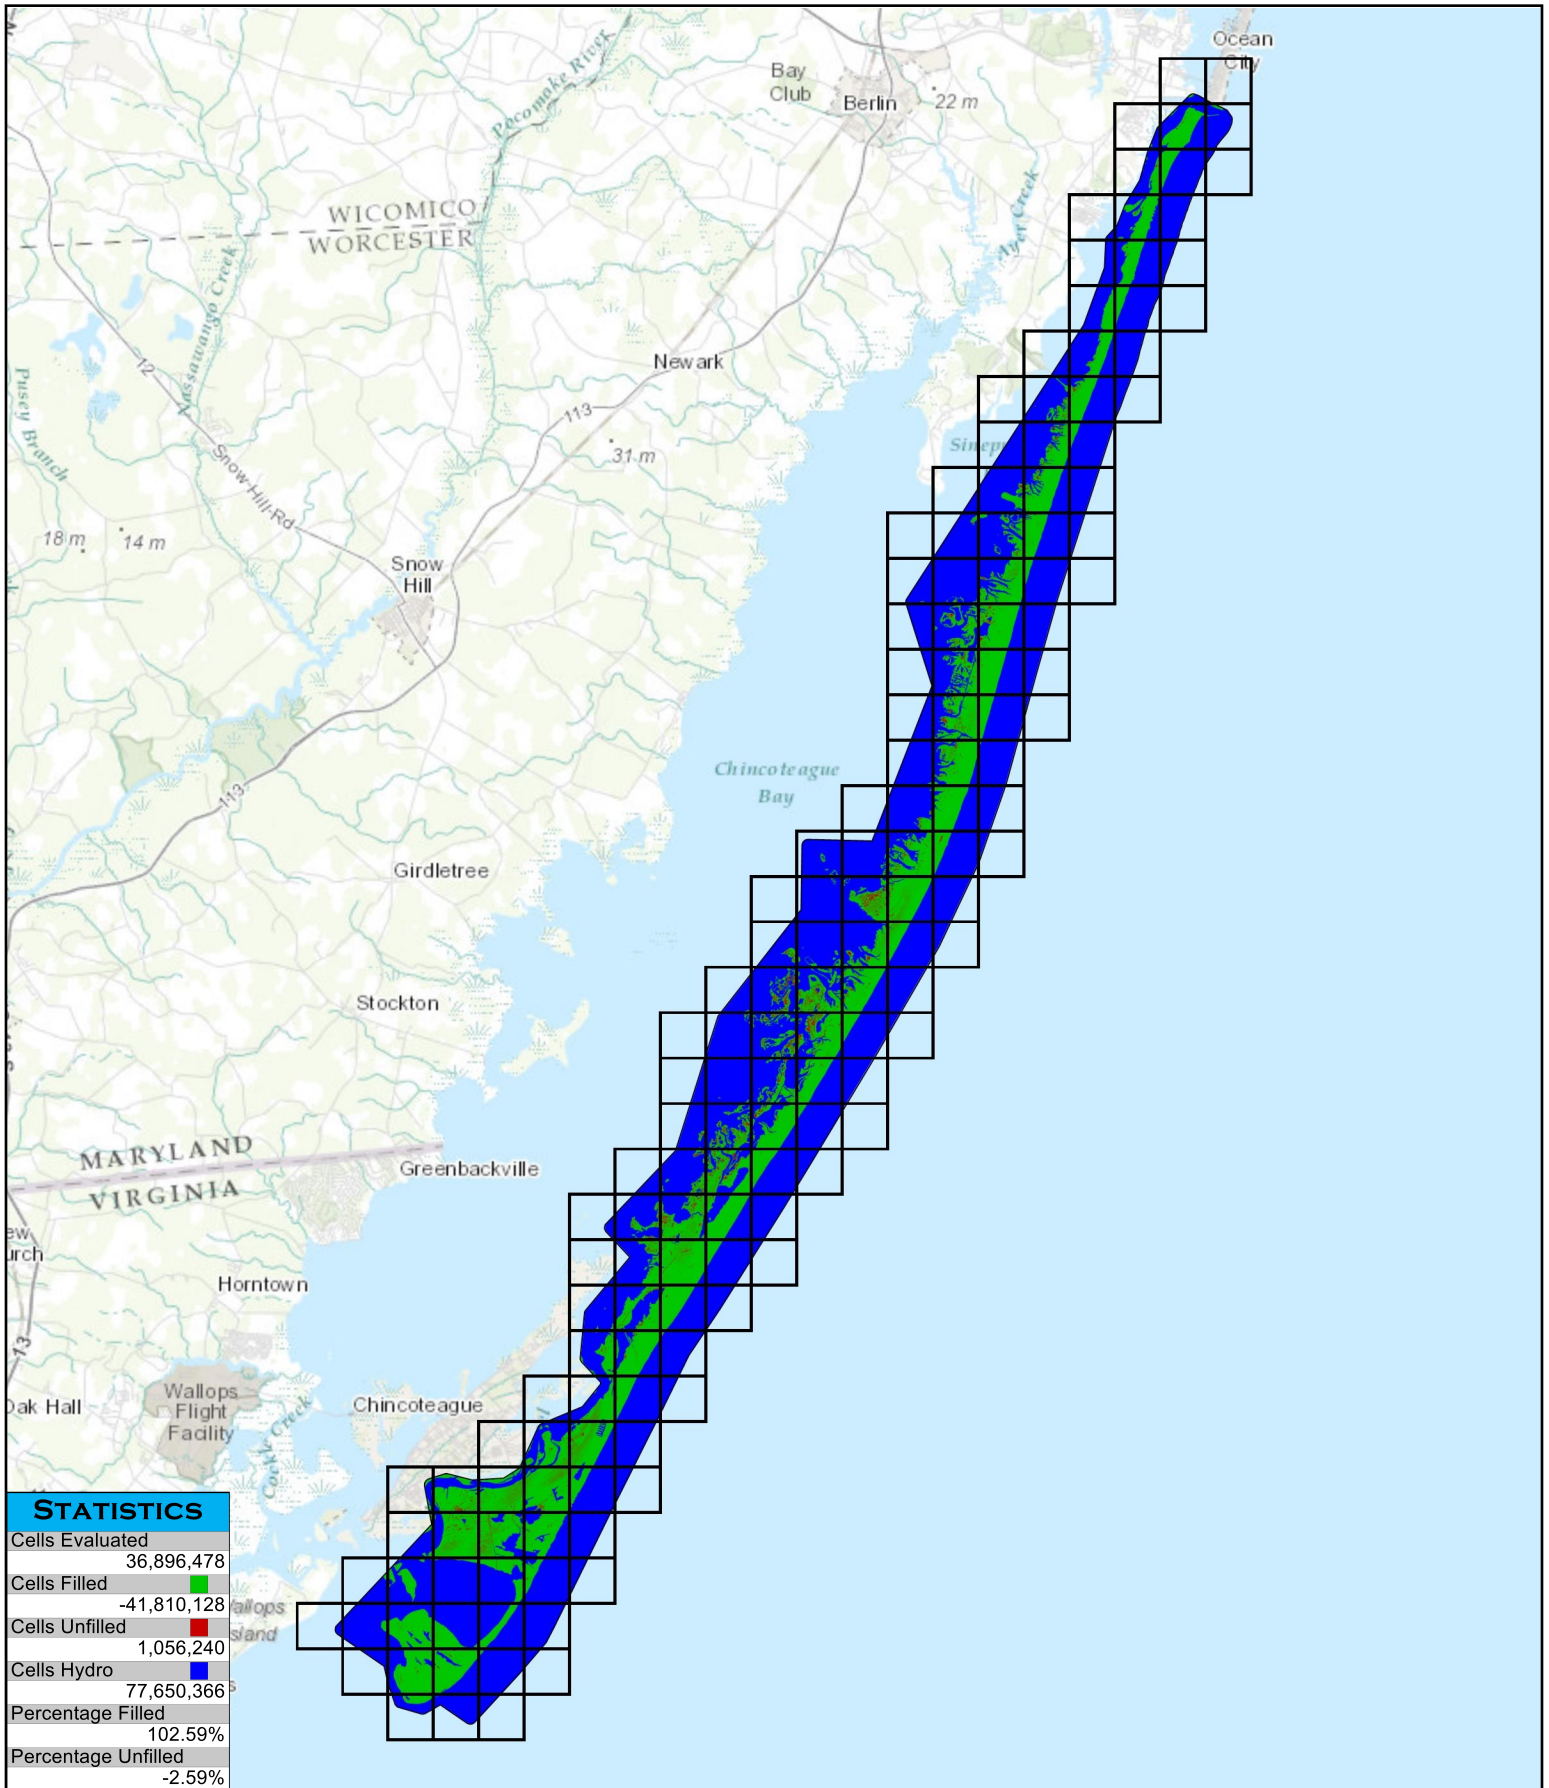 Ocean
City
Bay
Club
Berlin
22 m
Pocomoke River
WICOMICO
WORCESTER
Ayer Creek
Nassawango Creek
12
Newark
Pusey Branch
113
31 m
Snow-Hill-Rd
18 m
14 m
Snow
Hill
Chincoteague
Bay
113
Girdletree
Stockton
MARYLAND
VIRGINIA
Greenbackville
Horntown
13
Wallops
Flight
Facility
Oak Hall
Chincoteague
Cockle Creek
STATISTICS
Cells Evaluated
36,896,478
Cells Filled
-41,810,128
Cells Unfilled
1,056,240
Cells Hydro
77,650,366
Percentage Filled
102.59%
Percentage Unfilled
-2.59%